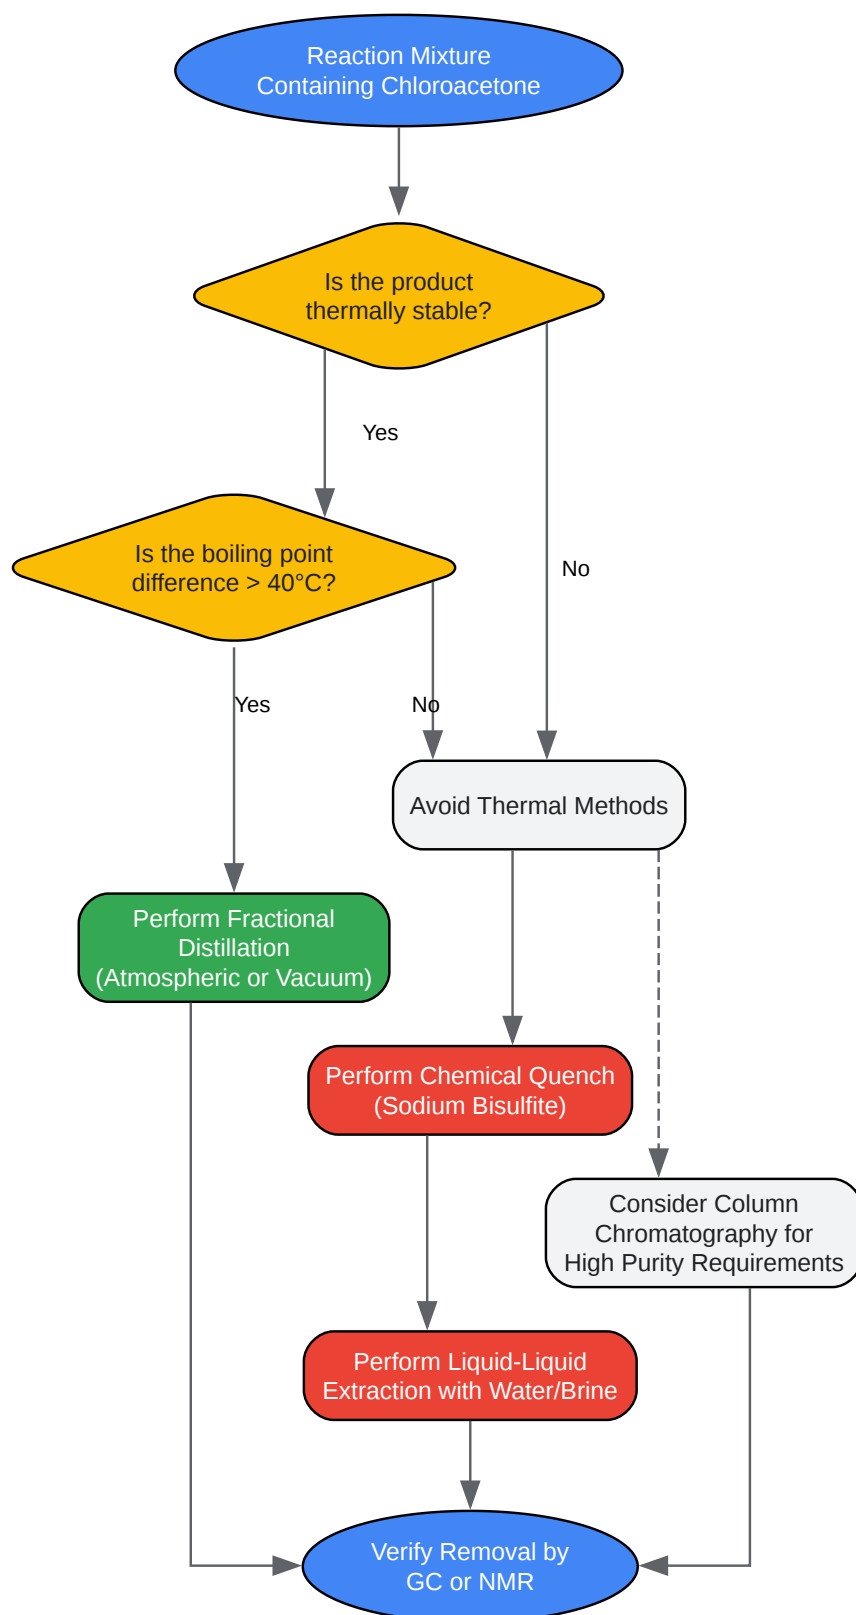 Reaction Mixture
Containing Chloroacetone
Is the product
thermally stable?
Yes
Is the boiling point
difference > 40°C?
No
Yes
No
Avoid Thermal Methods
Perform Fractional
Distillation
(Atmospheric or Vacuum)
Perform Chemical Quench
(Sodium Bisulfite)
Consider Column
Chromatography for
High Purity Requirements
Perform Liquid-Liquid
Extraction with Water/Brine
Verify Removal by
GC or NMR